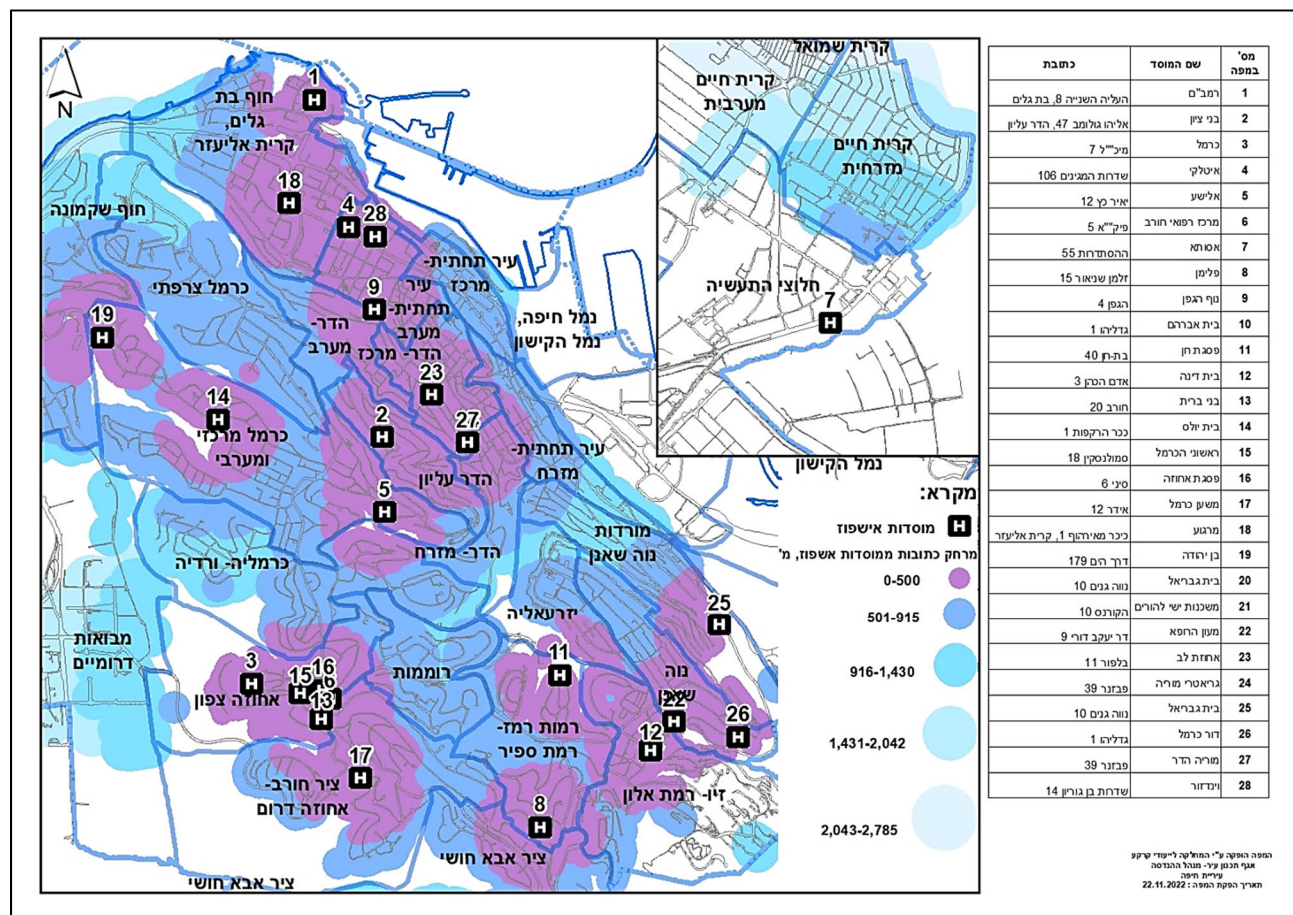 מס' במפה
שם המוסד
כתובת
1 רמב"ם העליה השנייה 8, בת גלים
2 בני ציון אליהו גולומב 47, הדר עליון
3 כרמל מיכ""ל 7
4 איטלקי שדרות המגינים 106
5 אלישע יאיר כץ 12
6 מרכז רפואי חורב פיק""א 5
7 אסותא ההסתדרות 55
8 פלימן זלמן שניאור 15
9 נוף הגפן הגפן 4
10 בית אברהם גדליהו 1
11 פסגת חן בת-חן 40
12 בית דינה אדם הכהן 3
13 בני ברית חורב 20
14 בית יולס ככר הרקפות 1
15 ראשוני הכרמל סמולנסקין 18
16 פסגת אחוזה סיני 6
17 משען כרמל אידר 12
18 מרגוע כיכר מאירהוף 1, קרית אליעזר
19 בן יהודה דרך הים 179
20 בית גבריאל נווה גנים 10
21 משכנות ישי להורים הקורנס 10
22 מעון הרופא דר יעקב דורי 9
23 אחוזת לב בלפור 11
24 גריאטרי מוריה פבזנר 39
25 בית גבריאל נווה גנים 10
26 דור כרמל גדליהו 1
27 מוריה הדר פבזנר 39
28 וינדזור שדרות בן גוריון 14
קרית שמואל
קרית חיים
מערבית
קרית חיים
מזרחית
חלוצי התעשיה
7
H
נמל הקישון
מקרא:
H מוסדות אישפוז
מרחק כתובות ממוסדות אשפוז, מ'
0-500
501-915
916-1,430
1,431-2,042
2,043-2,785
N
1
H
חוף בת
גלים,
קרית אליעזר
18
H
4
H
28
H
חוף שקמונה
עיר תחתית-
מרכז
כרמל צרפתי
9
H
עיר
תחתית-
מערב
הדר-
מערב
נמל חיפה,
נמל הקישון
19
H
הדר- מרכז
23
H
14
H
כרמל מרכזי
ומערבי
2
H
27
H
עיר תחתית-
מזרח
הדר עליון
5
H
מורדות
נוה שאנן
הדר- מזרח
כרמליה- ורדיה
יזרעאליה
25
H
מבואות
דרומיים
רוממות
11
H
נוה
שאנן
3
H
16
15
H
6
13
H
אחוזה צפון
22
H
26
H
12
H
רמות רמז-
רמת ספיר
17
H
ציר חורב-
אחוזה דרום
זיו- רמת אלון
8
H
ציר אבא חושי
ציר אבא חושי
המפה הופקה ע"י המחלקה לייעודי קרקע
אגף תכנון עיר- מנהל ההנדסה
עיריית חיפה
תאריך הפקת המפה : 22.11.2022